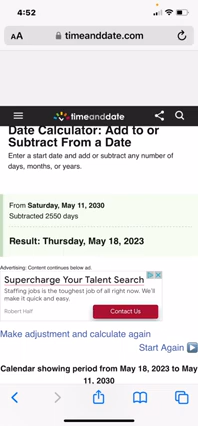 4:52
AA timeanddate.com
timeanddate
Date Calculator: Add to or
Subtract From a Date
Enter a start date and add or subtract any number of
days, months, or years.
From Saturday, May 11, 2030
Subtracted 2550 days
Result: Thursday, May 18, 2023
Advertising: Content continues below ad
Supercharge Your Talent Search
Staffing jobs is the toughest job of all right now. We'll
make it quick and easy.
Robert Half
Contact Us
Make adjustment and calculate again
Start Again
Calendar showing period from May 18, 2023 to May
11, 2030